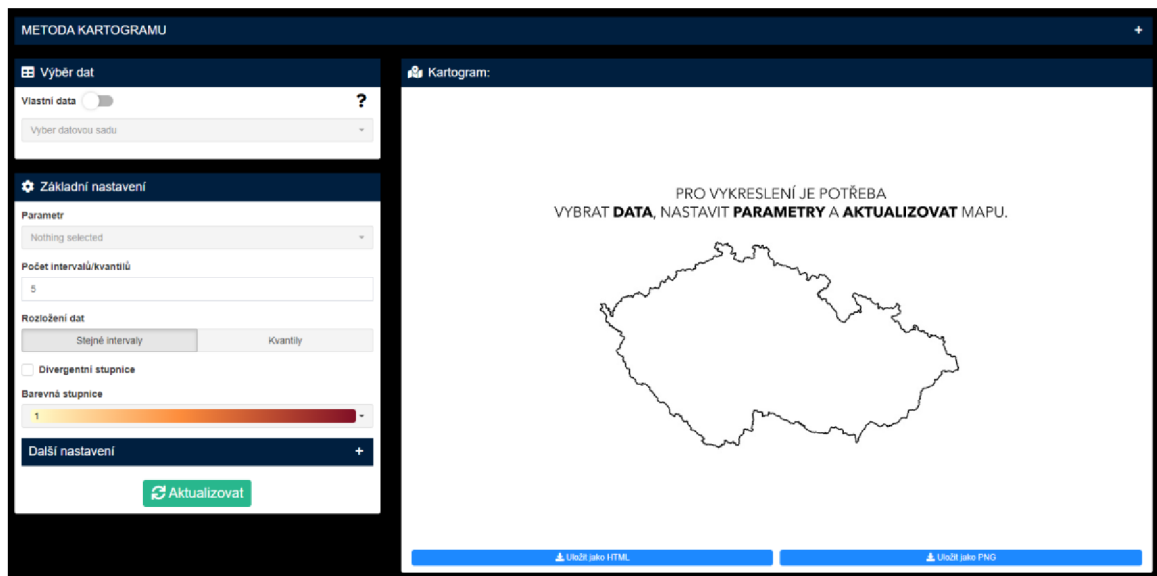 METODA KARTOGRAMU +
Výběr dat
Vlastní data ?
Vyber datovou sadu
Základní nastavení
Parametr
Nothing selected
Počet intervalů/kvantilů
5
Rozložení dat
Stejné intervaly Kvantily
Divergentní stupnice
Barevná stupnice
1
Další nastavení +
Aktualizovat
Kartogram:
PRO VYKRESLENÍ JE POTŘEBA
VYBRAT DATA, NASTAVIT PARAMETRY A AKTUALIZOVAT MAPU.
Uložit jako HTML Uložit jako PNG